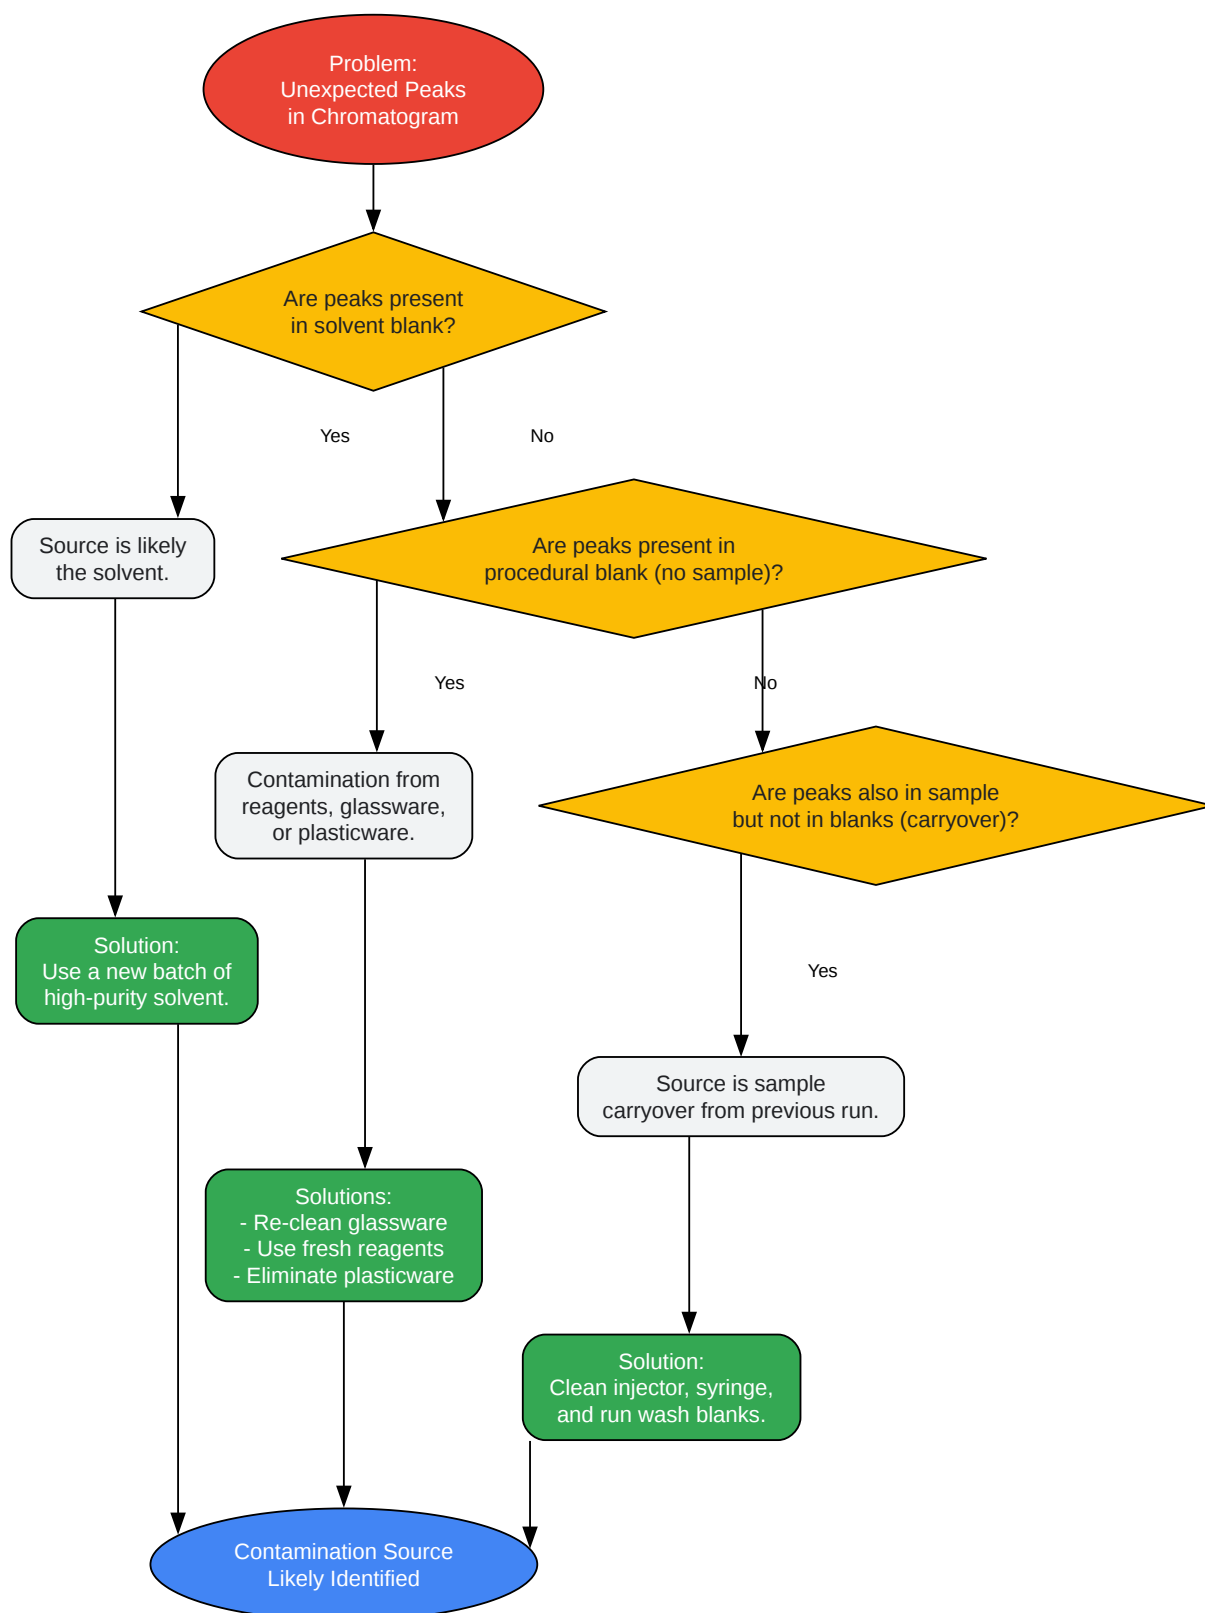 Problem:
Unexpected Peaks
in Chromatogram
Are peaks present
in solvent blank?
Yes
No
Source is likely
the solvent.
Are peaks present in
procedural blank (no sample)?
Yes
No
Contamination from
reagents, glassware,
or plasticware.
Are peaks also in sample
but not in blanks (carryover)?
Solution:
Use a new batch of
high-purity solvent.
Yes
Source is sample
carryover from previous run.
Solutions:
- Re-clean glassware
- Use fresh reagents
- Eliminate plasticware
Solution:
Clean injector, syringe,
and run wash blanks.
Contamination Source
Likely Identified